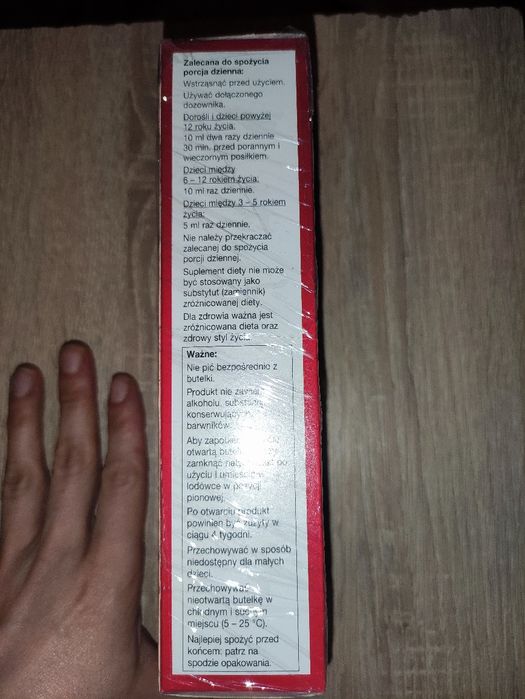 Zalecana do spożycia
porcja dzienna:
Wstrząsnąć przed użyciem.
Używać dołączonego
dozownika.
Dorośli i dzieci powyżej
12 roku życia:
10 ml dwa razy dziennie
30 min. przed porannym i
wieczornym posiłkiem.
Dzieci między
6 – 12 rokiem życia:
10 ml raz dziennie.
Dzieci między 3 – 5 rokiem
życia:
5 ml raz dziennie.
Nie należy przekraczać
zalecanej do spożycia
porcji dziennej.
Suplement diety nie może
być stosowany jako
substytut (zamiennik)
zróżnicowanej diety.
Dla zdrowia ważna jest
zróżnicowana dieta oraz
zdrowy styl życia.
Ważne:
Nie pić bezpośrednio z
butelki.
Produkt nie zawiera
alkoholu, substancji
konserwujących,
barwników.
Aby
otwartą
zamknąć po
użyciu i umieścić w
lodówce w pozycji
pionowej.
Po otwarciu produkt
powinien być zużyty w
ciągu 4 tygodni.
Przechowywać w sposób
niedostępny dla małych
dzieci.
Przechowywać
nieotwartą butelkę w
chłodnym i suchym
miejscu (5 – 25 °C).
Najlepiej spożyć przed
końcem: patrz na
spodzie opakowania.